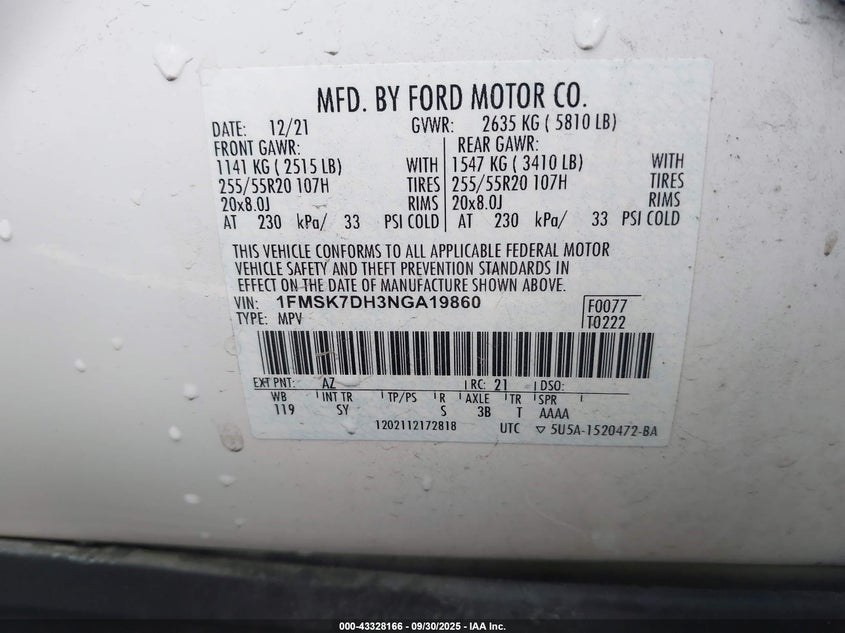 MFD. BY FORD MOTOR CO.
DATE: 12/21 GVWR: 2635 KG ( 5810 LB)
FRONT GAWR: REAR GAWR:
1141 KG ( 2515 LB) WITH 1547 KG ( 3410 LB) WITH
255/55R20 107H TIRES 255/55R20 107H TIRES
20x8.0J RIMS 20x8.0J RIMS
AT 230 kPa/ 33 PSI COLD AT 230 kPa/ 33 PSI COLD
THIS VEHICLE CONFORMS TO ALL APPLICABLE FEDERAL MOTOR
VEHICLE SAFETY AND THEFT PREVENTION STANDARDS IN
EFFECT ON THE DATE OF MANUFACTURE SHOWN ABOVE.
VIN: 1FMSK7DH3NGA19860 F0077
TYPE: MPV T0222
EXT PNT: AZ RC: 21 DSO:
WB INT TR TP/PS R AXLE TR SPR
119 SY S 3B T AAAA
1202112172818 UTC ▽ 5U5A-1520472-BA
000-43328166 - 09/30/2025 - IAA Inc.